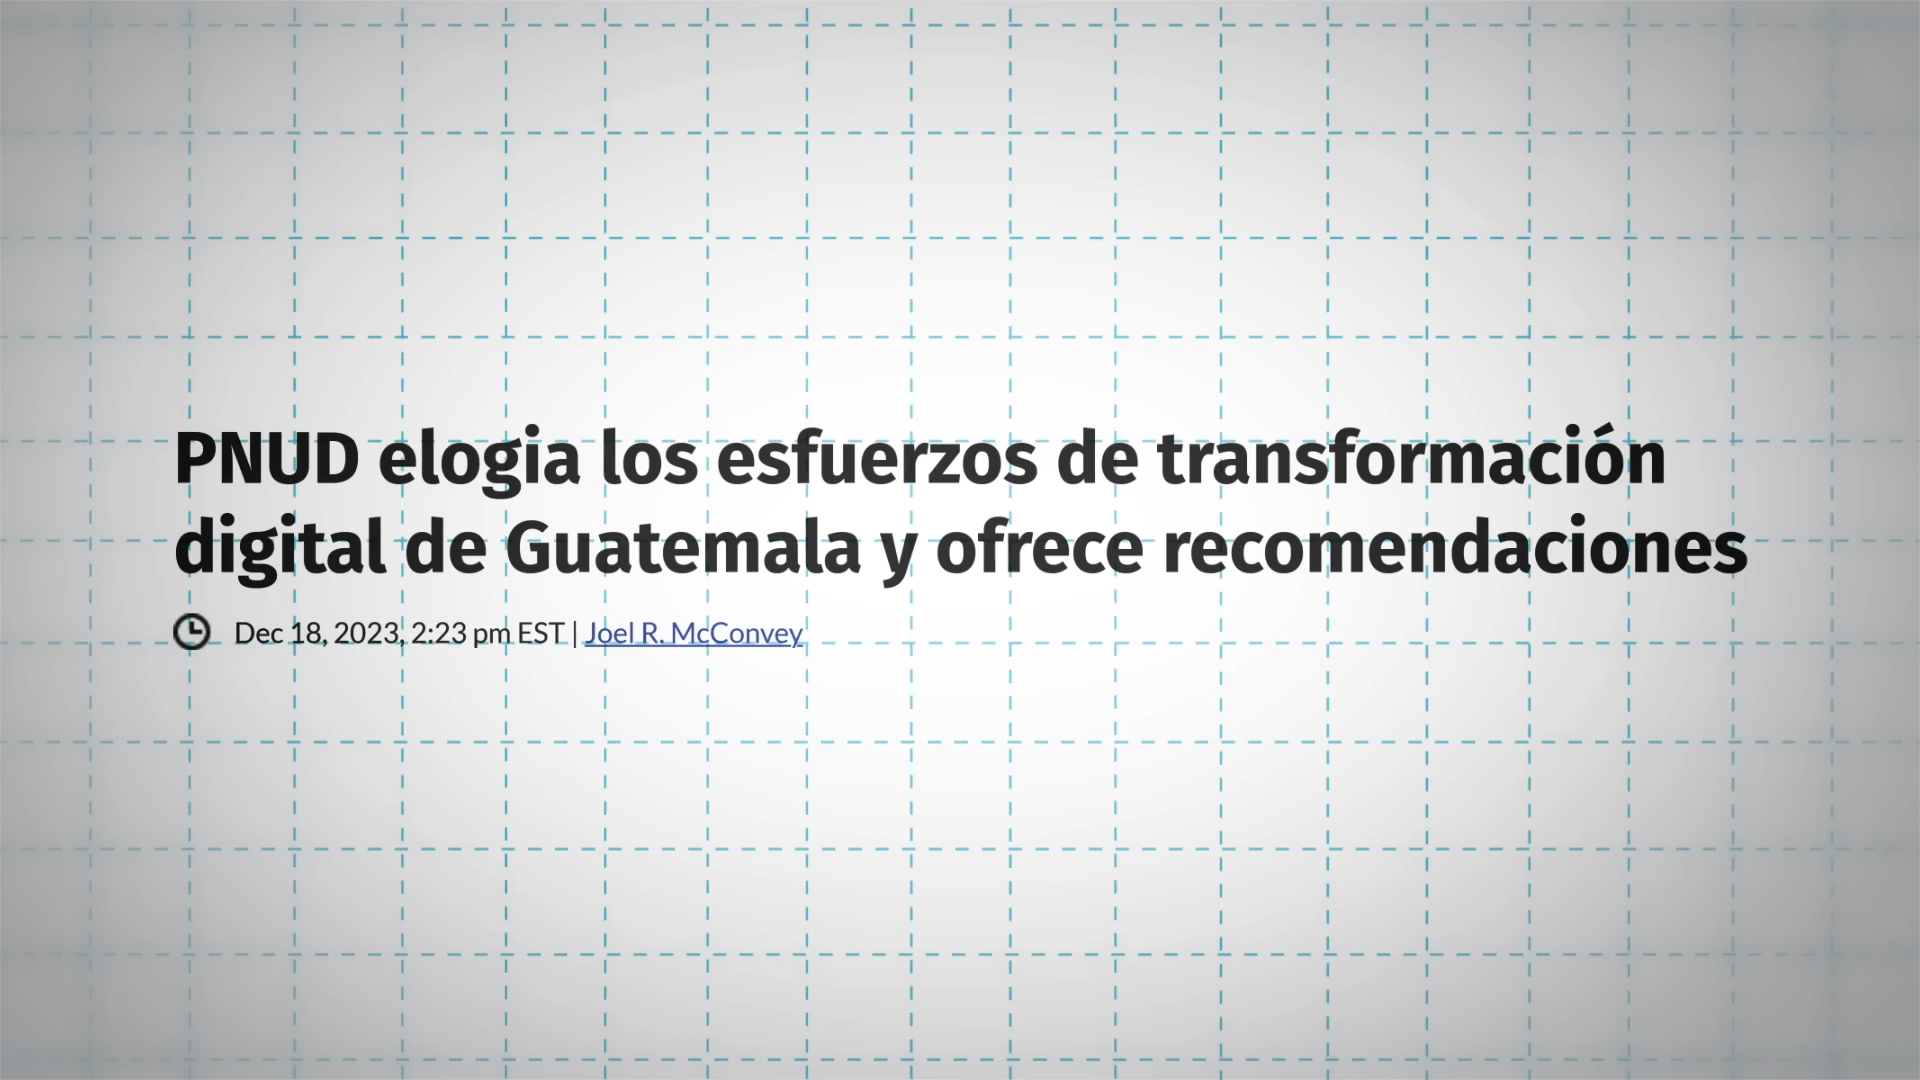 PNUD elogia los esfuerzos de transformación
digital de Guatemala y ofrece recomendaciones
Dec 18, 2023, 2:23 pm EST | Joel R. McConvey